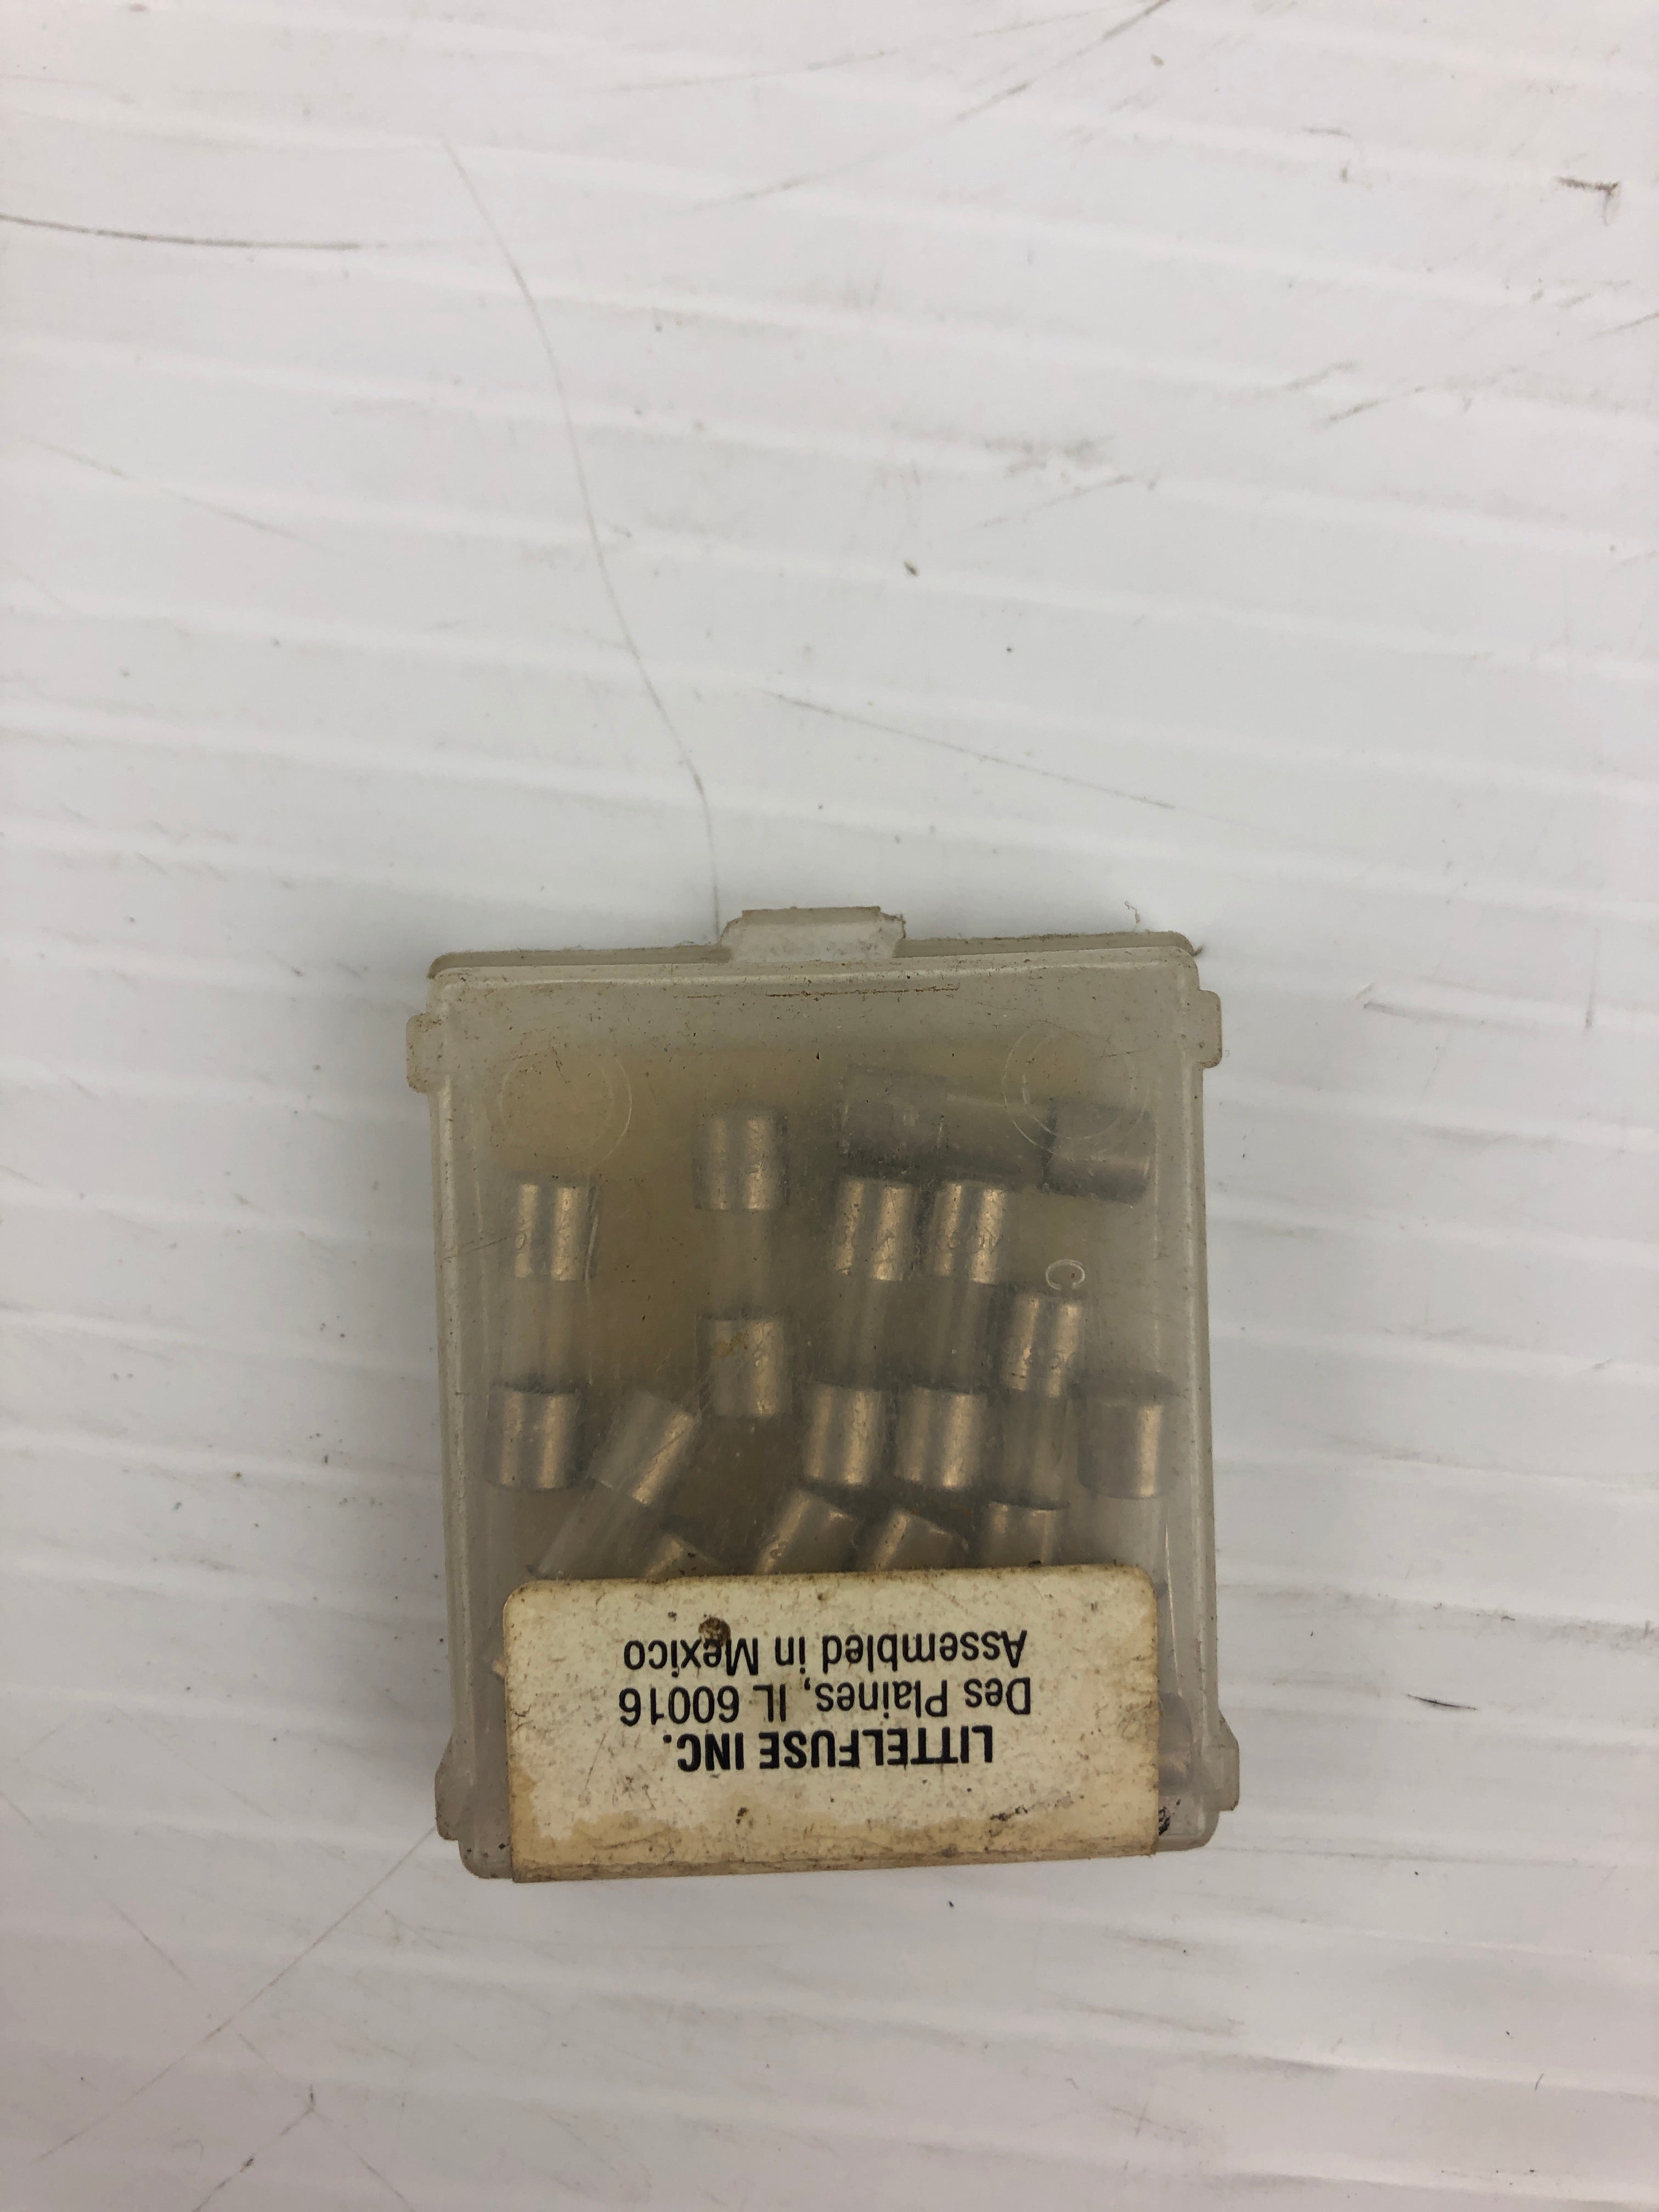 LITTELFUSE INC.
Des Plaines, IL 60016
Assembled in Mexico